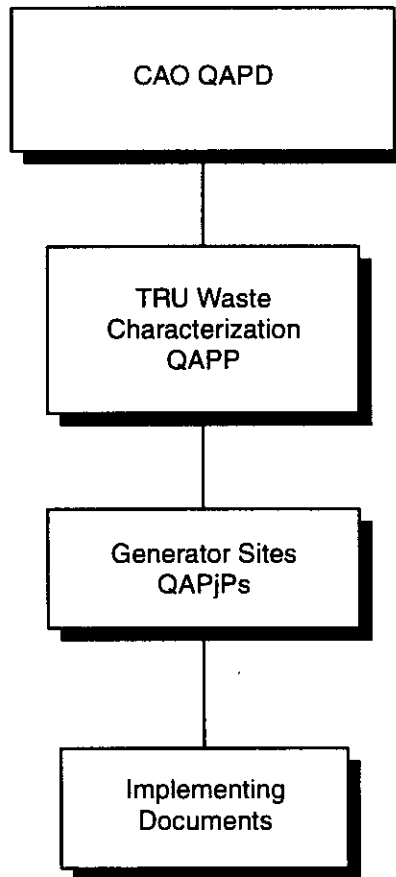 CAO QAPD
TRU Waste
Characterization
QAPP
Generator Sites
QAPjPs
Implementing
Documents